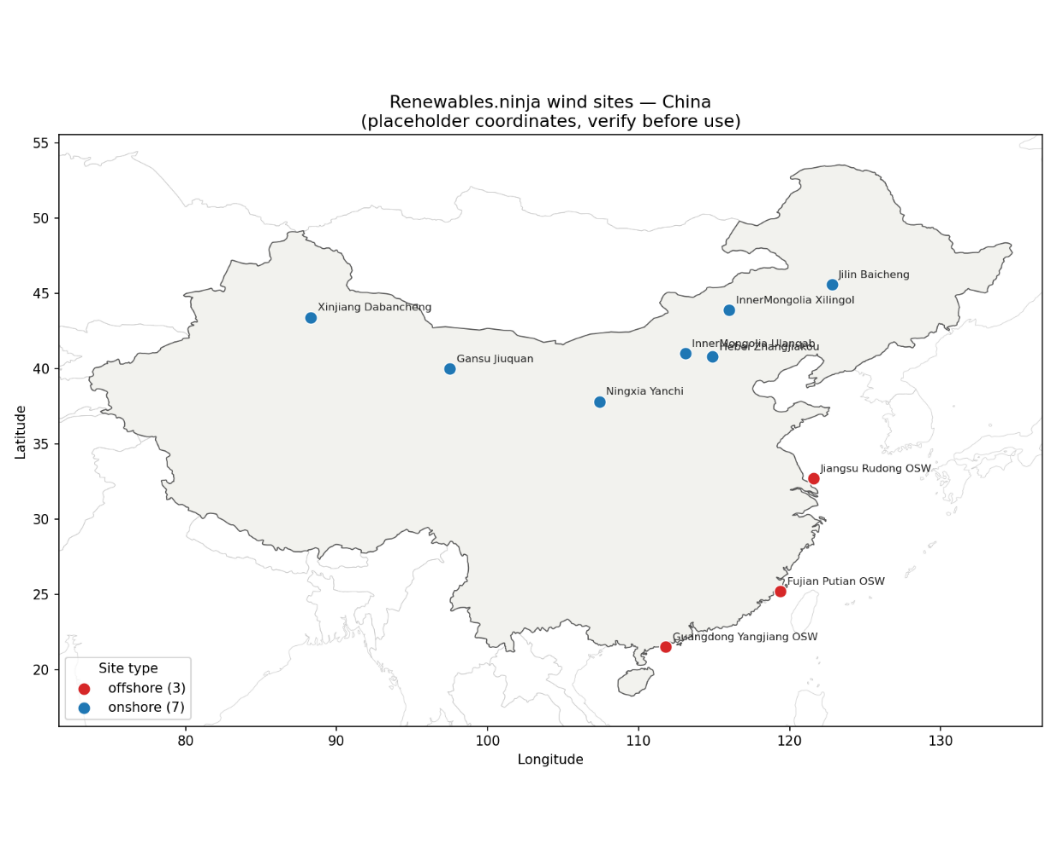 Renewables.ninja wind sites — China
(placeholder coordinates, verify before use)
55
50
45
40
35
30
25
20
Latitude
Jilin Baicheng
InnerMongolia Xilingol
Xinjiang Dabancheng
InnerMongolia Ulanqab
Hebei Zhangjiakou
Gansu Jiuquan
Ningxia Yanchi
Jiangsu Rudong OSW
Fujian Putian OSW
Guangdong Yangjiang OSW
Site type
offshore (3)
onshore (7)
80
90
100
110
120
130
Longitude